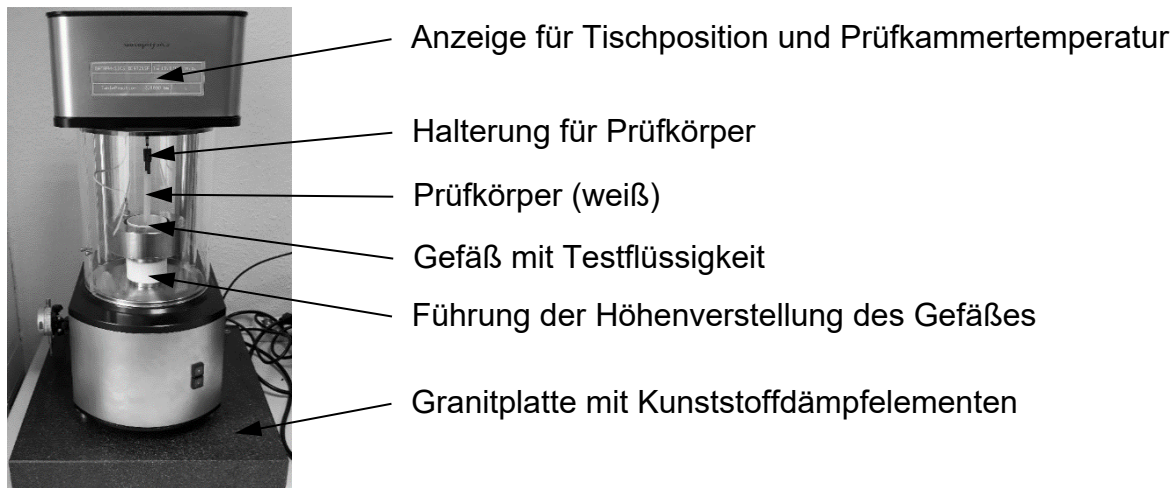 Anzeige für Tischposition und Prüfkammertemperatur
Halterung für Prüfkörper
Prüfkörper (weiß)
Gefäß mit Testflüssigkeit
Führung der Höhenverstellung des Gefäßes
Granitplatte mit Kunststoffdämpfelementen